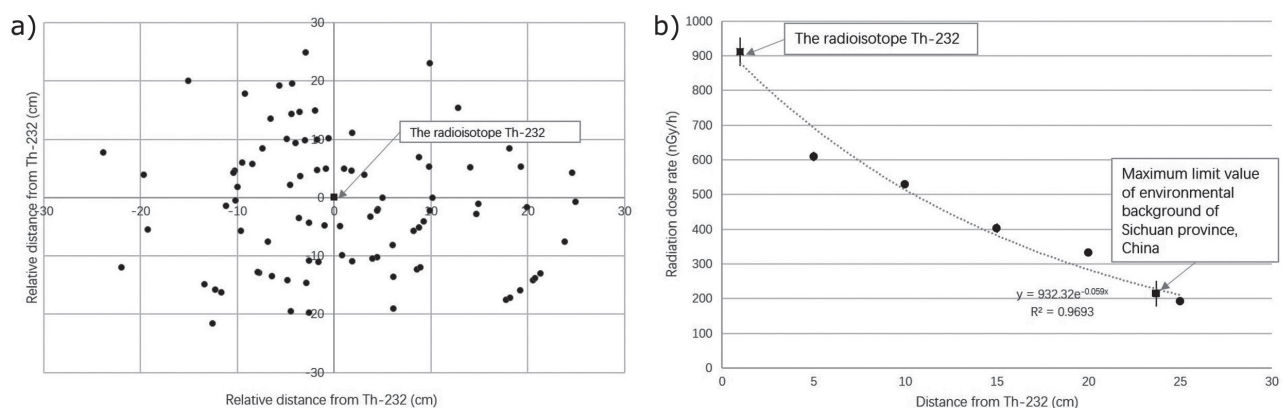 a)
30
20
10
0
-10
-20
-30
-30
-20
-10
0
10
20
30
Relative distance from Th-232 (cm)
Relative distance from Th-232 (cm)
The radioisotope Th-232
b)
1000
900
800
700
600
500
400
300
200
100
0
0
5
10
15
20
25
30
Radiation dose rate (nGy/h)
Distance from Th-232 (cm)
The radioisotope Th-232
Maximum limit value
of environmental
background of
Sichuan province,
China
y = 932.32e-0.059x
R² = 0.9693